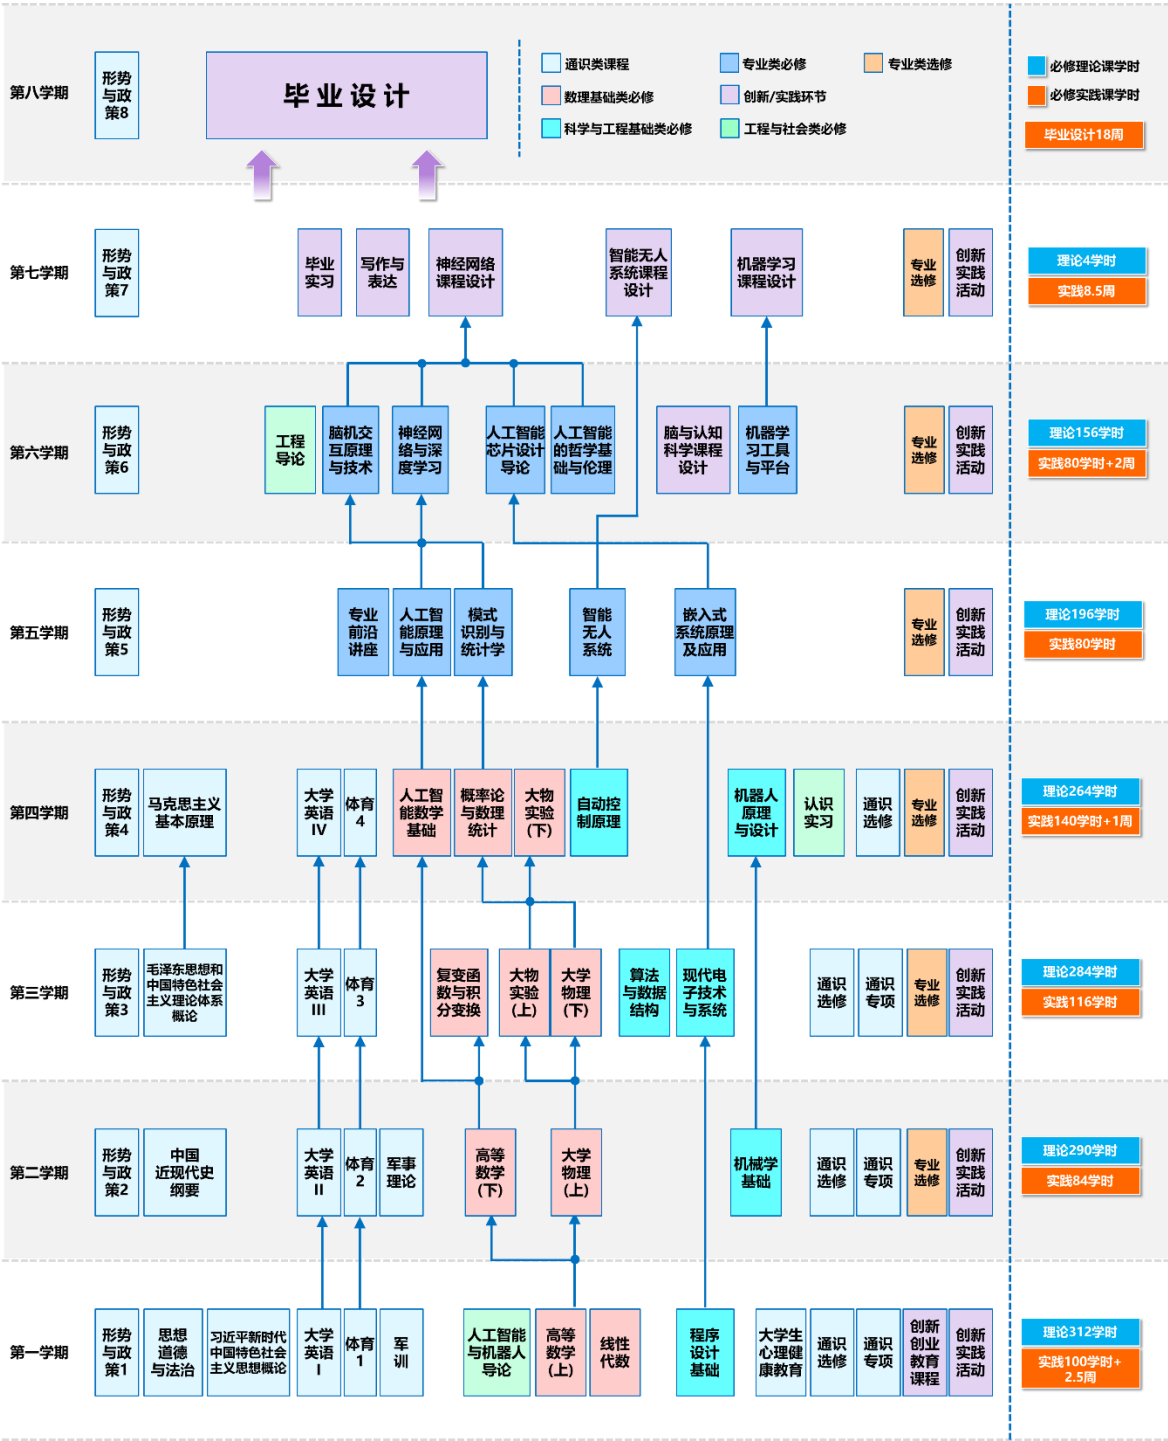 第八学期
形势
与政
策8
毕业设计
通识类课程
专业类必修
专业类选修
数理基础类必修
创新/实践环节
科学与工程基础类必修
工程与社会类必修
必修理论课学时
必修实践课学时
毕业设计18周
第七学期
形势
与政
策7
毕业
实习
写作与
表达
神经网络
课程设计
智能无人
系统课程
设计
机器学习
课程设计
专业
选修
创新
实践
活动
理论4学时
实践8.5周
第六学期
形势
与政
策6
工程
导论
脑机交
互原理
与技术
神经网
络与深
度学习
人工智能
芯片设计
导论
人工智能
的哲学基
础与伦理
脑与认知
科学课程
设计
机器学
习工具
与平台
专业
选修
创新
实践
活动
理论156学时
实践80学时+2周
第五学期
形势
与政
策5
专业
前沿
讲座
人工智
能原理
与应用
模式
识别与
统计学
智能
无人
系统
嵌入式
系统原理
及应用
专业
选修
创新
实践
活动
理论196学时
实践80学时
第四学期
形势
与政
策4
马克思主义
基本原理
大学
英语
IV
体育
4
人工智
能数学
基础
概率论
与数理
统计
大物
实验
(下)
自动控
制原理
机器人
原理
与设计
认识
实习
通识
选修
专业
选修
创新
实践
活动
理论264学时
实践140学时+1周
第三学期
形势
与政
策3
毛泽东思想和
中国特色社会
主义理论体系
概论
大学
英语
III
体育
3
复变函
数与积
分变换
大物
实验
(上)
大学
物理
(下)
算法
与数据
结构
现代电
子技术
与系统
通识
选修
通识
专项
专业
选修
创新
实践
活动
理论284学时
实践116学时
第二学期
形势
与政
策2
中国
近现代史
纲要
大学
英语
II
体育
2
军事
理论
高等
数学
(下)
大学
物理
(上)
机械学
基础
通识
选修
通识
专项
专业
选修
创新
实践
活动
理论290学时
实践84学时
第一学期
形势
与政
策1
思想
道德
与法治
习近平新时代
中国特色社会
主义思想概论
大学
英语
I
体育
1
军
训
人工智能
与机器人
导论
高等
数学
(上)
线性
代数
程序
设计
基础
大学生
心理健
康教育
通识
选修
通识
专项
创新
创业
教育
课程
创新
实践
活动
理论312学时
实践100学时+
2.5周